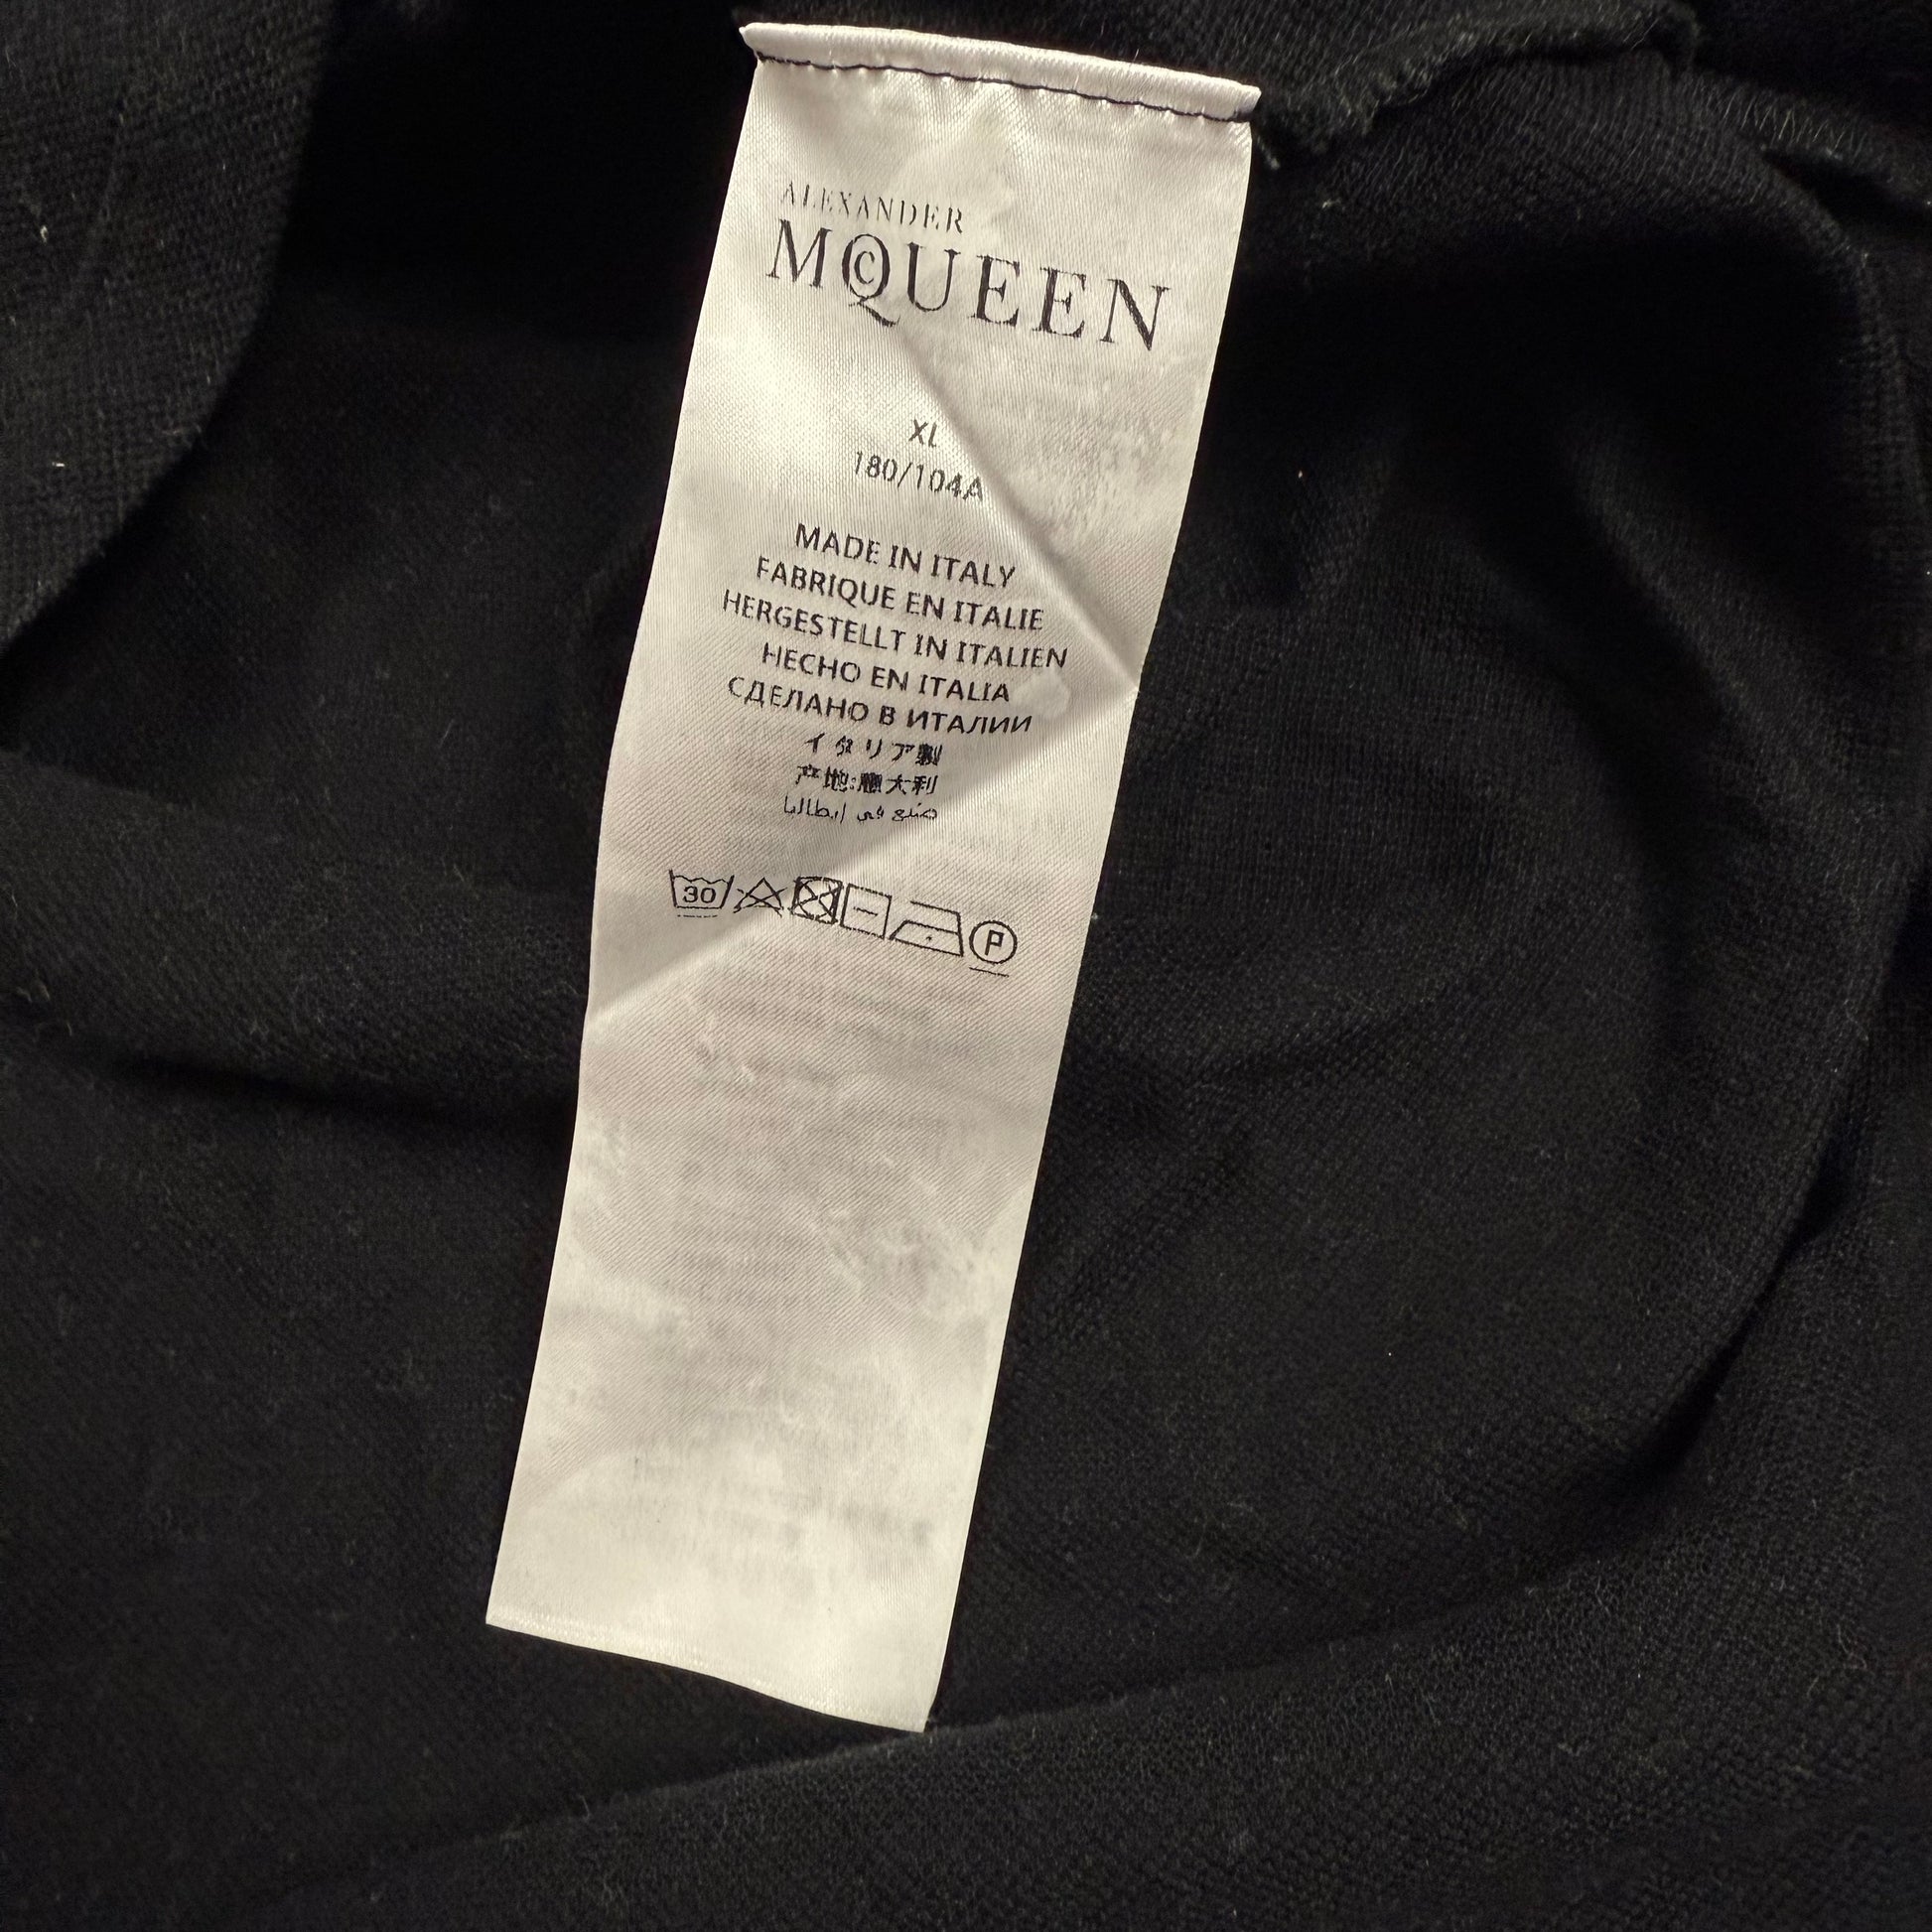 ALEXANDER
McQUEEN
XL
180/104A
MADE IN ITALY
FABRIQUE EN ITALIE
HERGESTELLT IN ITALIEN
HECHO EN ITALIA
СДЕЛАНО В ИТАЛИИ
イタリア製
产地:意大利
صنع في إيطاليا
30
P